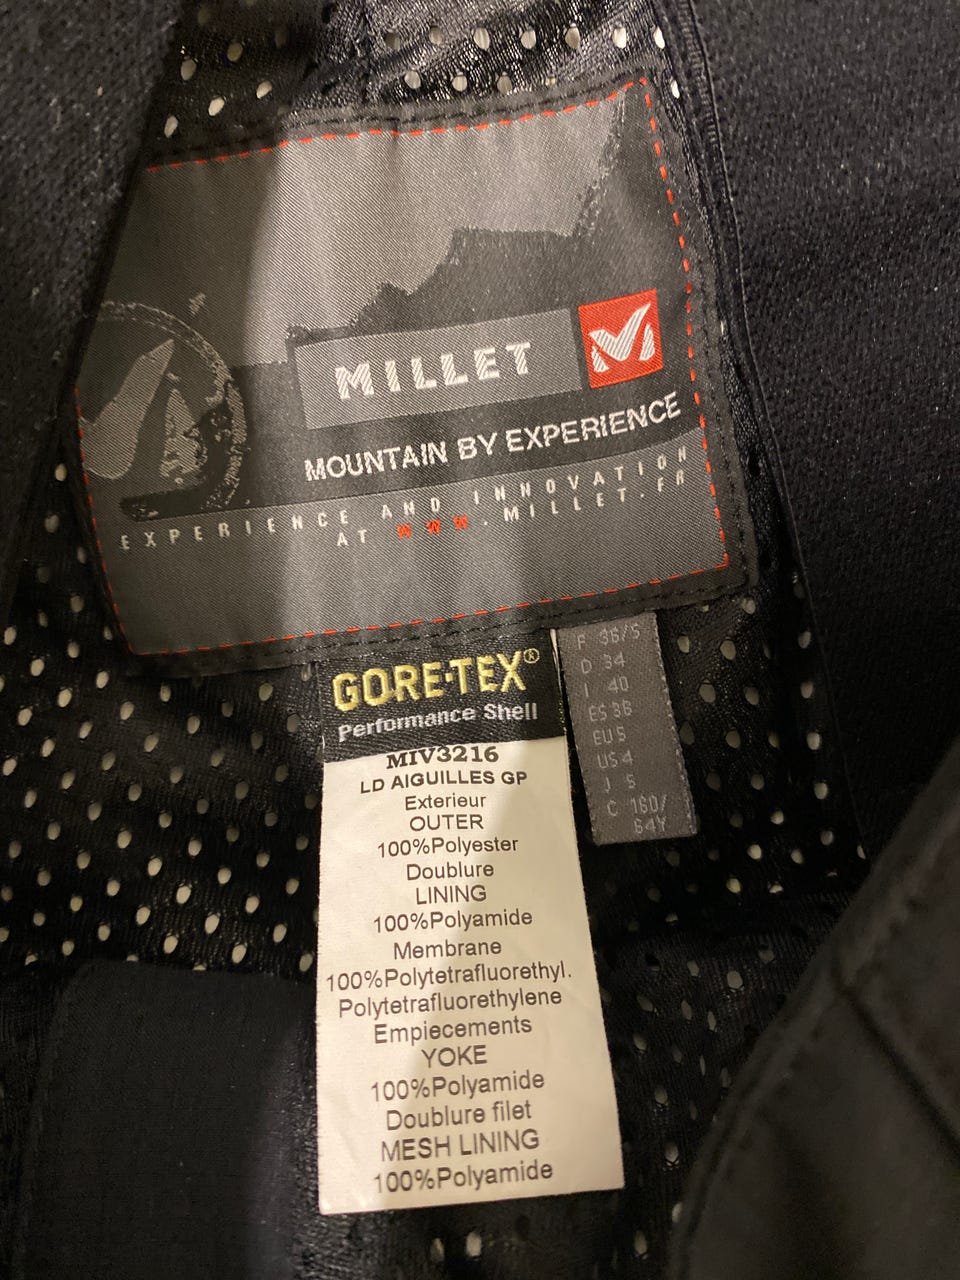 MILLET
MOUNTAIN BY EXPERIENCE
EXPERIENCE AND INNOVATION
AT WWW.MILLET.FR
GORE-TEX®
Performance Shell
MIV3216
LD AIGUILLES GP
Exterieur
OUTER
100%Polyester
Doublure
LINING
100%Polyamide
Membrane
100%Polytetrafluorethyl.
Polytetrafluorethylene
Empiecements
YOKE
100%Polyamide
Doublure filet
MESH LINING
100%Polyamide
F 36/S
D 34
I 40
ES 38
EU S
US 4
J S
C 160/
64Y